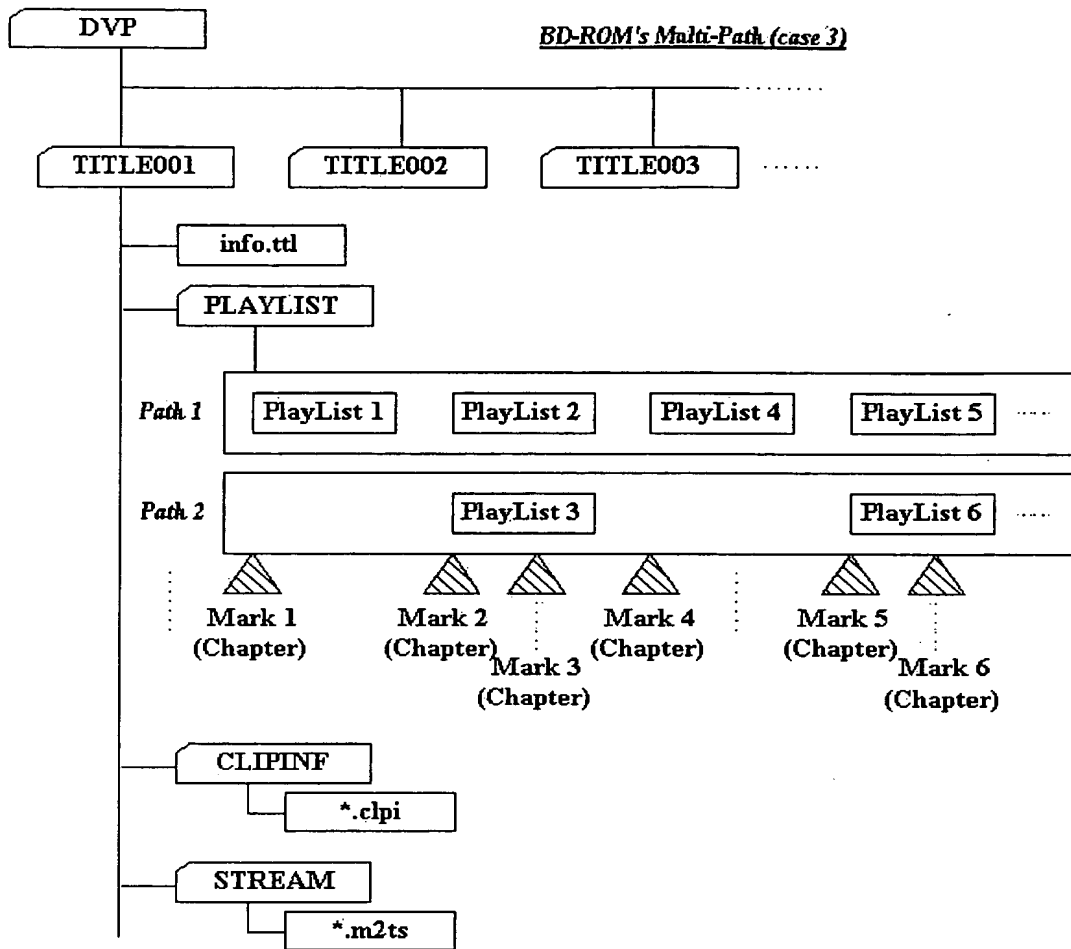 DVP
BD-ROM's Multi-Path (case 3)
TITLE001
TITLE002
TITLE003
info.ttl
PLAYLIST
Path 1
PlayList 1
PlayList 2
PlayList 4
PlayList 5
Path 2
PlayList 3
PlayList 6
Mark 1
(Chapter)
Mark 2
(Chapter)
Mark 3
(Chapter)
Mark 4
(Chapter)
Mark 5
(Chapter)
Mark 6
(Chapter)
CLIPINF
*.clpi
STREAM
*.m2ts